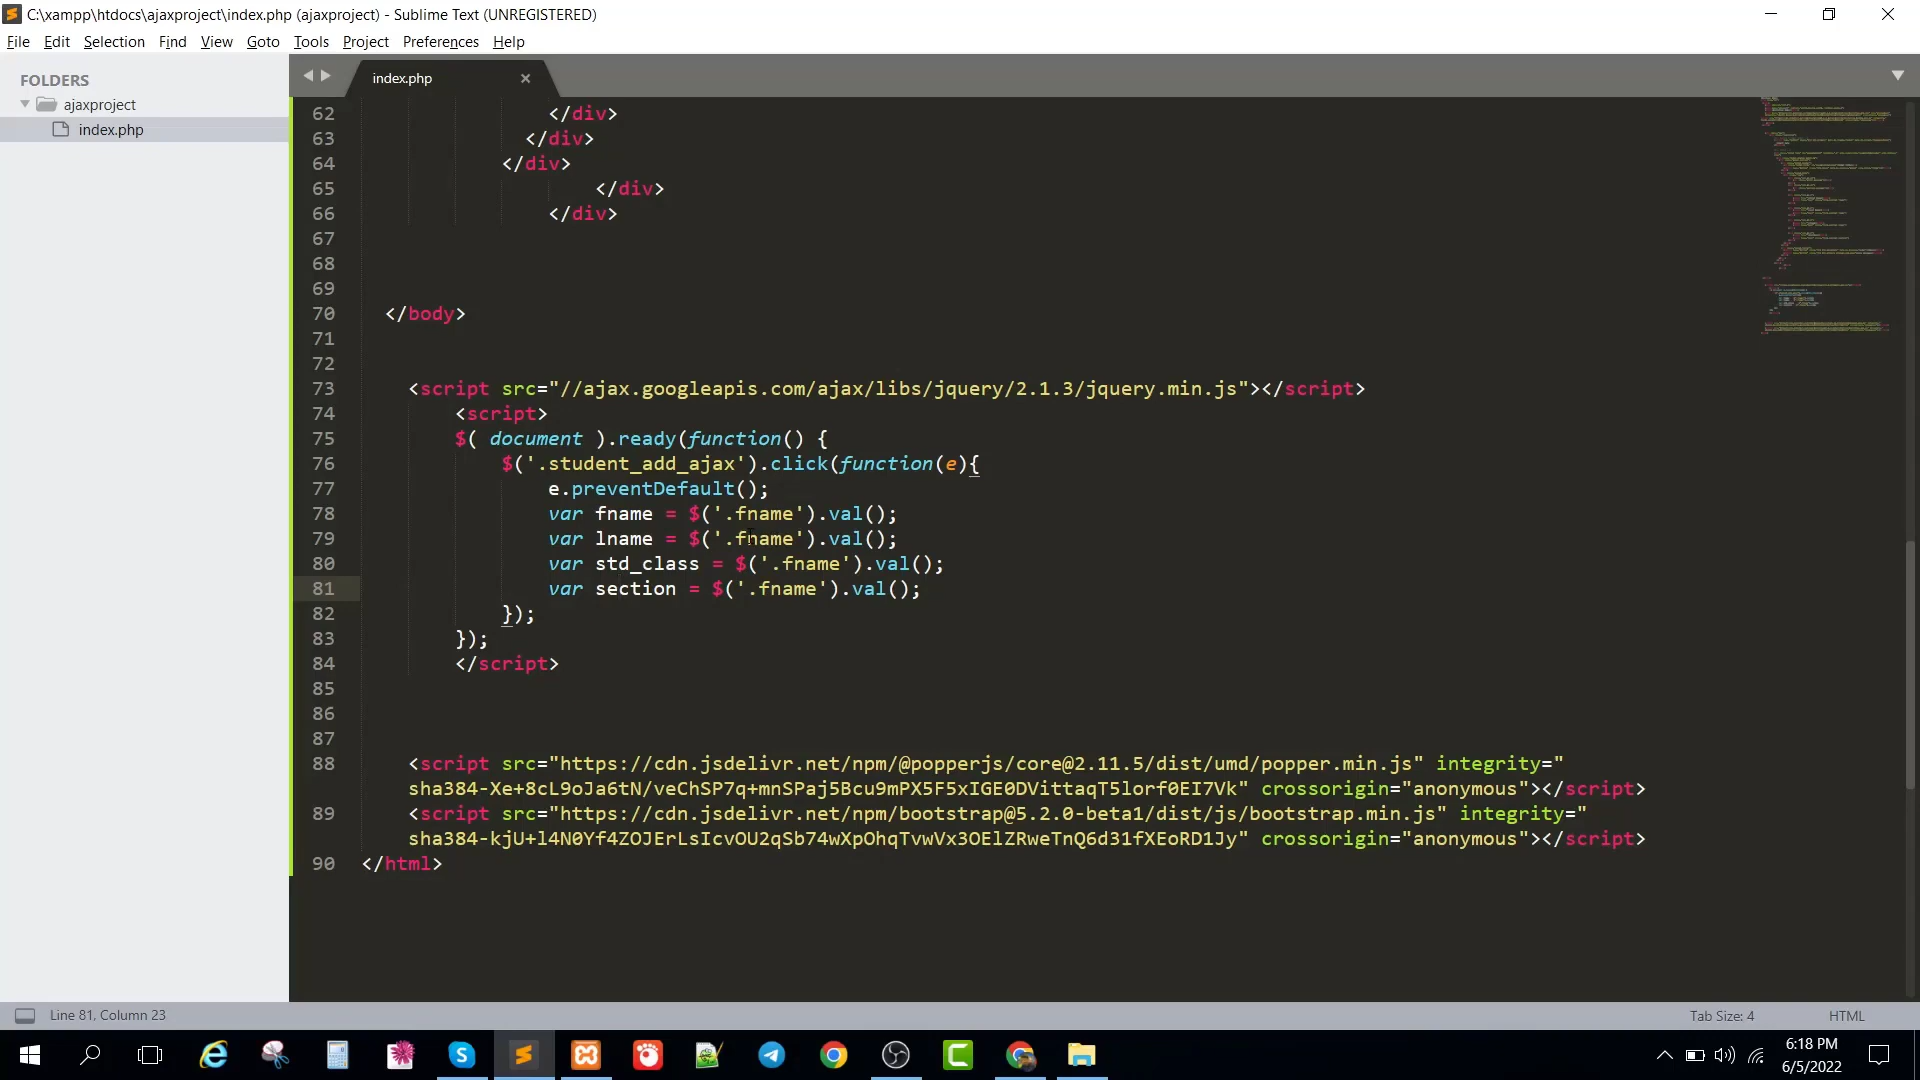 C:\xampp\htdocs\ajaxproject\index.php (ajaxproject) - Sublime Text (UNREGISTERED)
File Edit Selection Find View Goto Tools Project Preferences Help
FOLDERS
ajaxproject
index.php
index.php
62 </div>
63 </div>
64 </div>
65 </div>
66 </div>
67
68
69
70 </body>
71
72
73 <script src="//ajax.googleapis.com/ajax/libs/jquery/2.1.3/jquery.min.js"></script>
74 <script>
75 $( document ).ready(function() {
76 $('.student_add_ajax').click(function(e){
77 e.preventDefault();
78 var fname = $('.fname').val();
79 var lname = $('.fname').val();
80 var std_class = $('.fname').val();
81 var section = $('.fname').val();
82 });
83 });
84 </script>
85
86
87
88 <script src="https://cdn.jsdelivr.net/npm/@popperjs/core@2.11.5/dist/umd/popper.min.js" integrity="
sha384-Xe+8cL9oJa6tN/veChSP7q+mnSPaj5Bcu9mPX5F5xIGE0DVittaqT5lorf0EI7Vk" crossorigin="anonymous"></script>
89 <script src="https://cdn.jsdelivr.net/npm/bootstrap@5.2.0-beta1/dist/js/bootstrap.min.js" integrity="
sha384-kjU+l4N0Yf4ZOJErLsIcvOU2qSb74wXpOhqTvwVx3OElZRweTnQ6d31fXEoRD1Jy" crossorigin="anonymous"></script>
90 </html>
Line 81, Column 23
Tab Size: 4
HTML
6:18 PM
6/5/2022